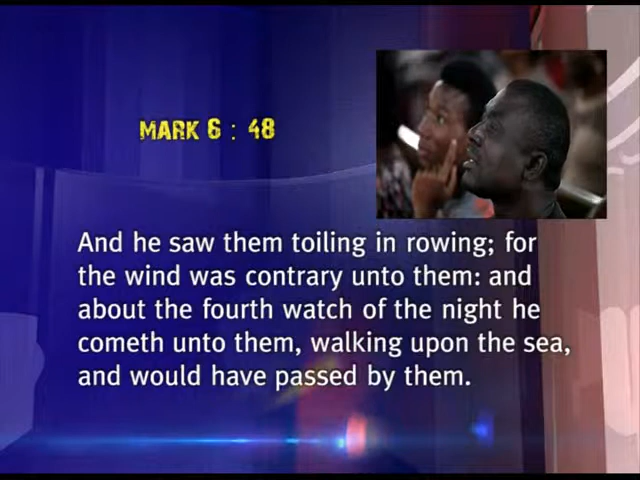 MARK 6 : 48
And he saw them toiling in rowing; for
the wind was contrary unto them: and
about the fourth watch of the night he
cometh unto them, walking upon the sea,
and would have passed by them.